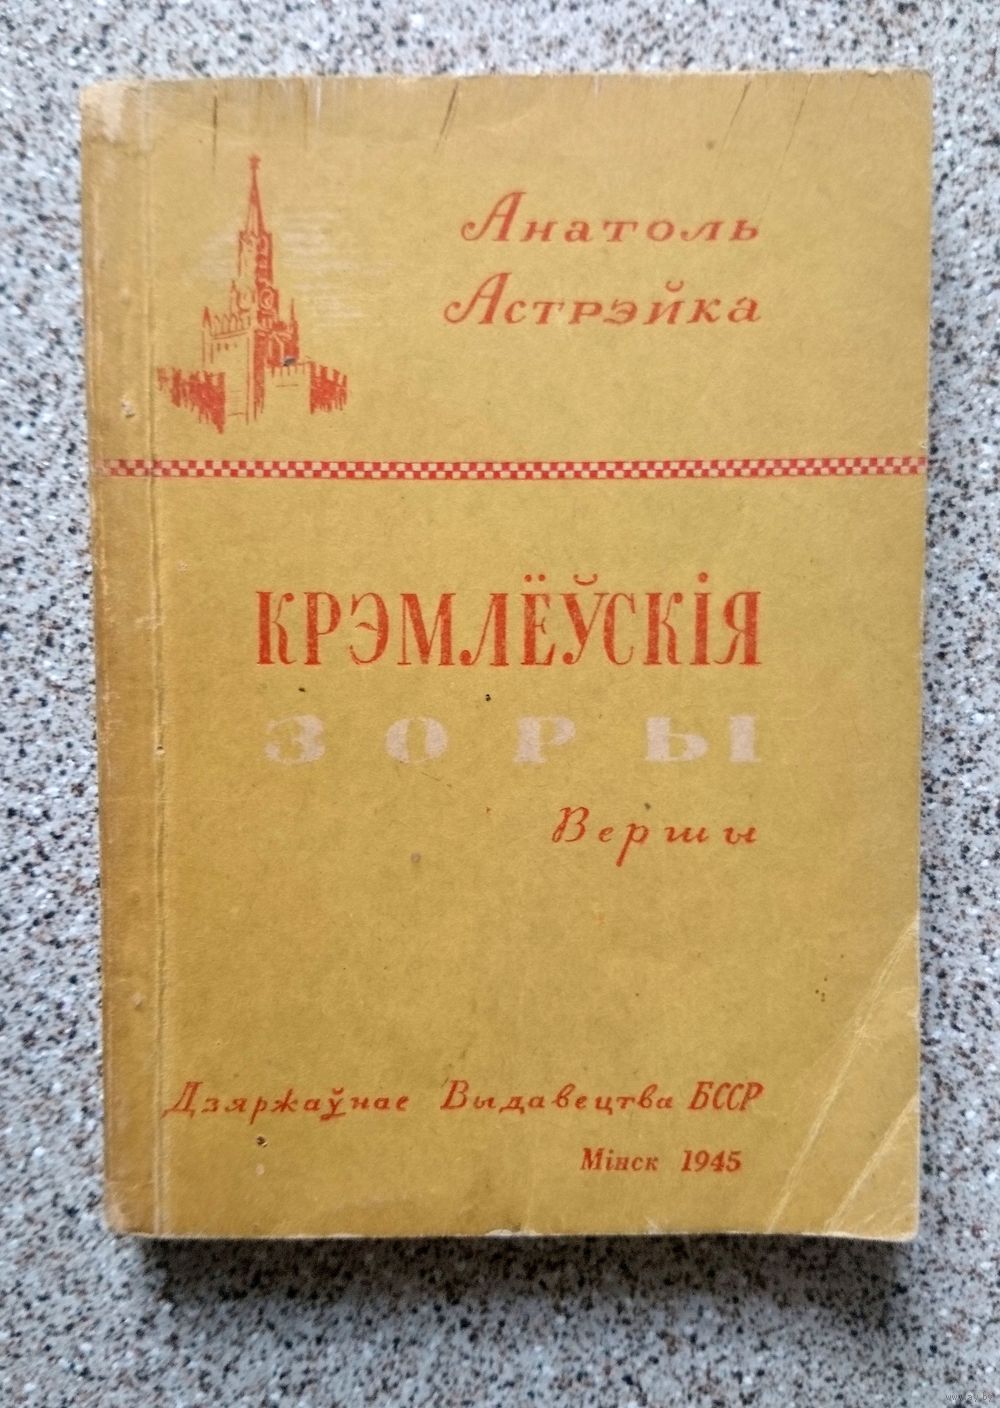 Анатоль
Астрэйка
КРЭМЛЁЎСКІЯ
ЗОРЫ
Вершы
Дзяржаўнае Выдавецтва БССР
Мінск 1945